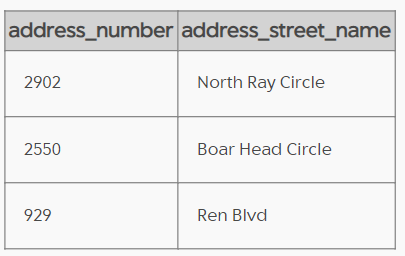 address_number address_street_name
2902 North Ray Circle
2550 Boar Head Circle
929 Ren Blvd